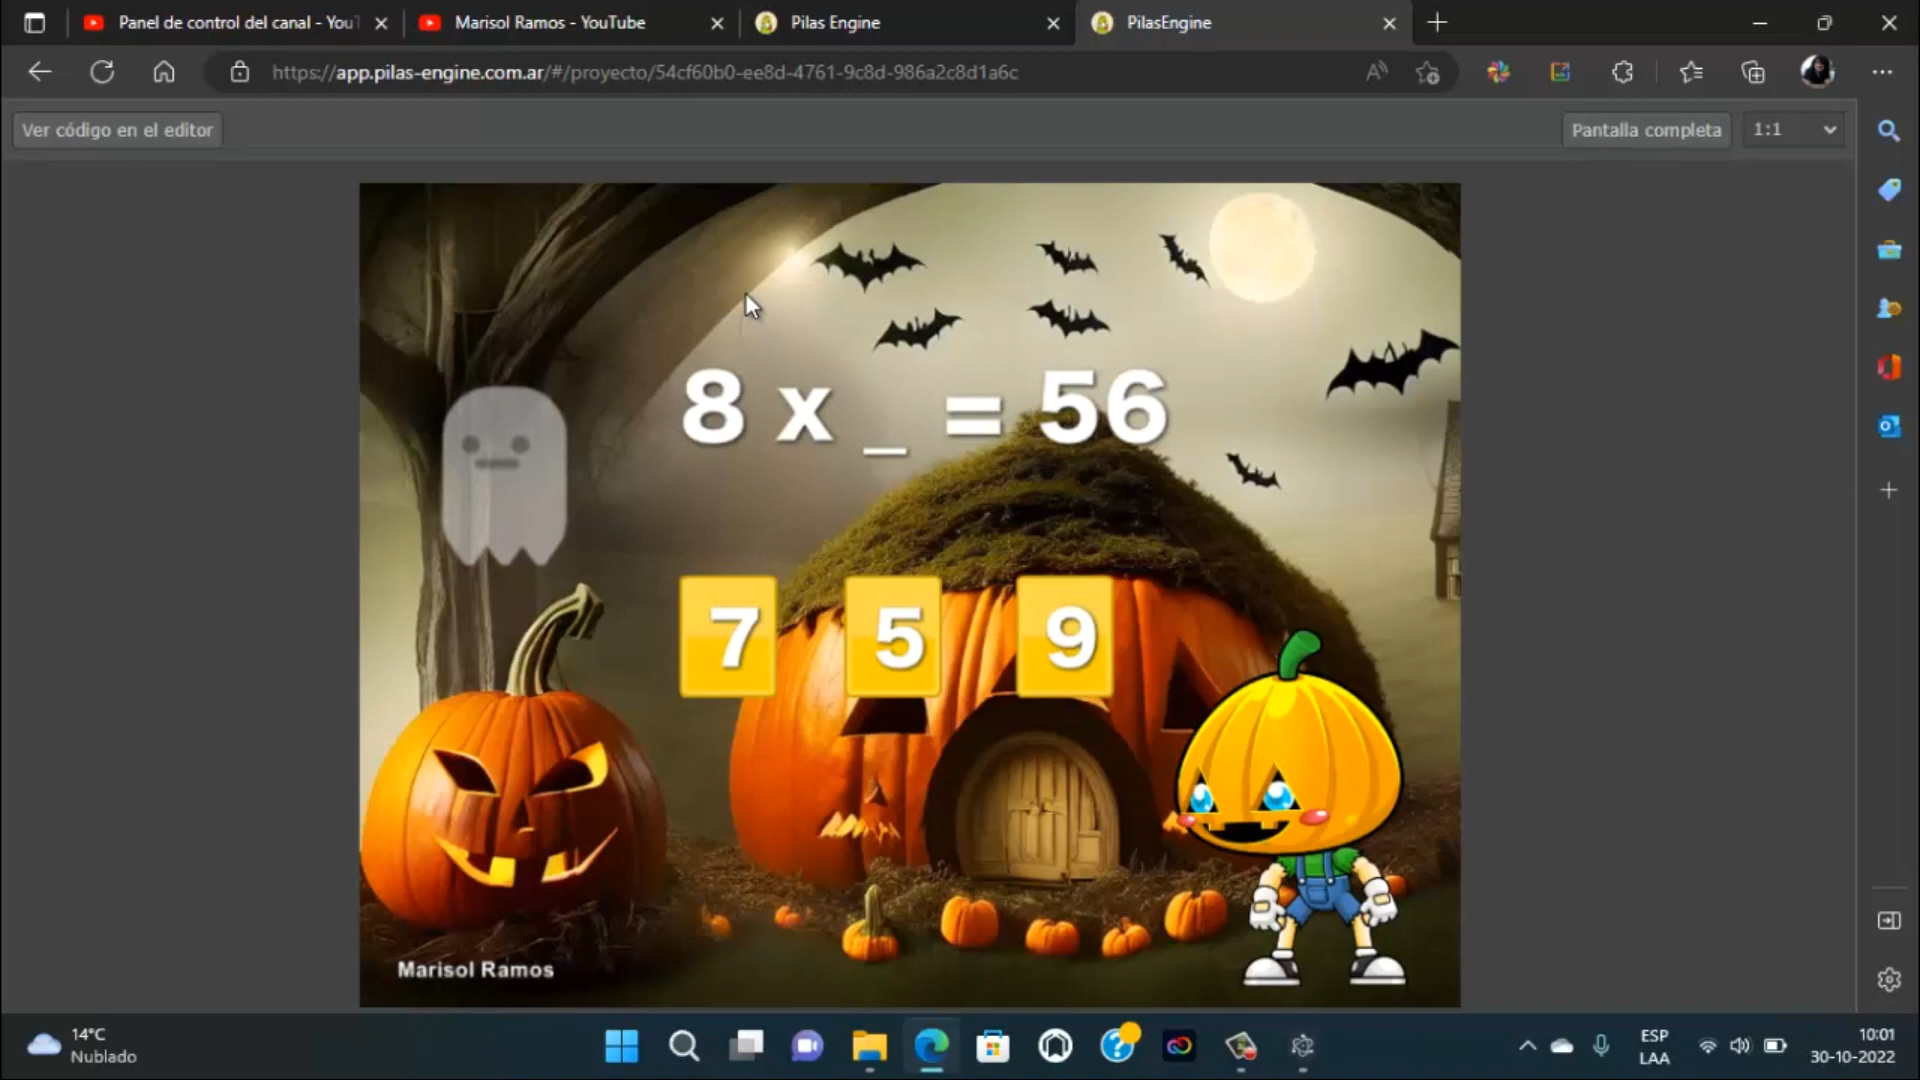 Panel de control del canal - YouT
Marisol Ramos - YouTube
Pilas Engine
PilasEngine
https://app.pilas-engine.com.ar/#/proyecto/54cf60b0-ee8d-4761-9c8d-986a2c8d1a6c
Ver código en el editor
Pantalla completa
1:1
8 x _ = 56
7 5 9
Marisol Ramos
14°C
Nublado
ESP
LAA
10:01
30-10-2022